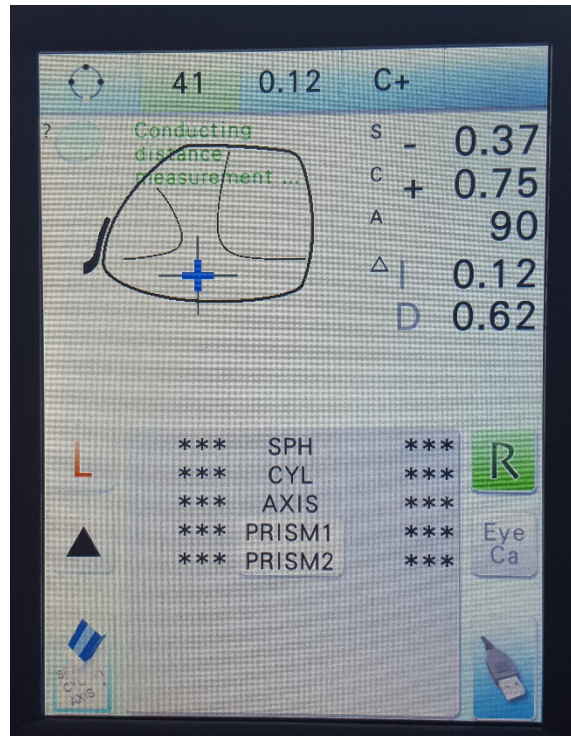 41 0.12 C+
? Conducting
distance
measurement ...
S - 0.37
C + 0.75
A 90
△ I 0.12
D 0.62
L *** SPH *** R
*** CYL ***
*** AXIS ***
*** PRISM1 *** Eye
*** PRISM2 *** Ca
AXIS